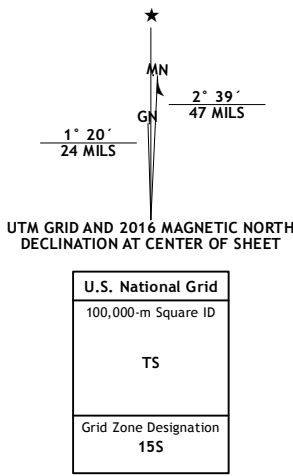 MN
GN
2° 39´
47 MILS
1° 20´
24 MILS
UTM GRID AND 2016 MAGNETIC NORTH
DECLINATION AT CENTER OF SHEET
U.S. National Grid
100,000-m Square ID
TS
Grid Zone Designation
15S